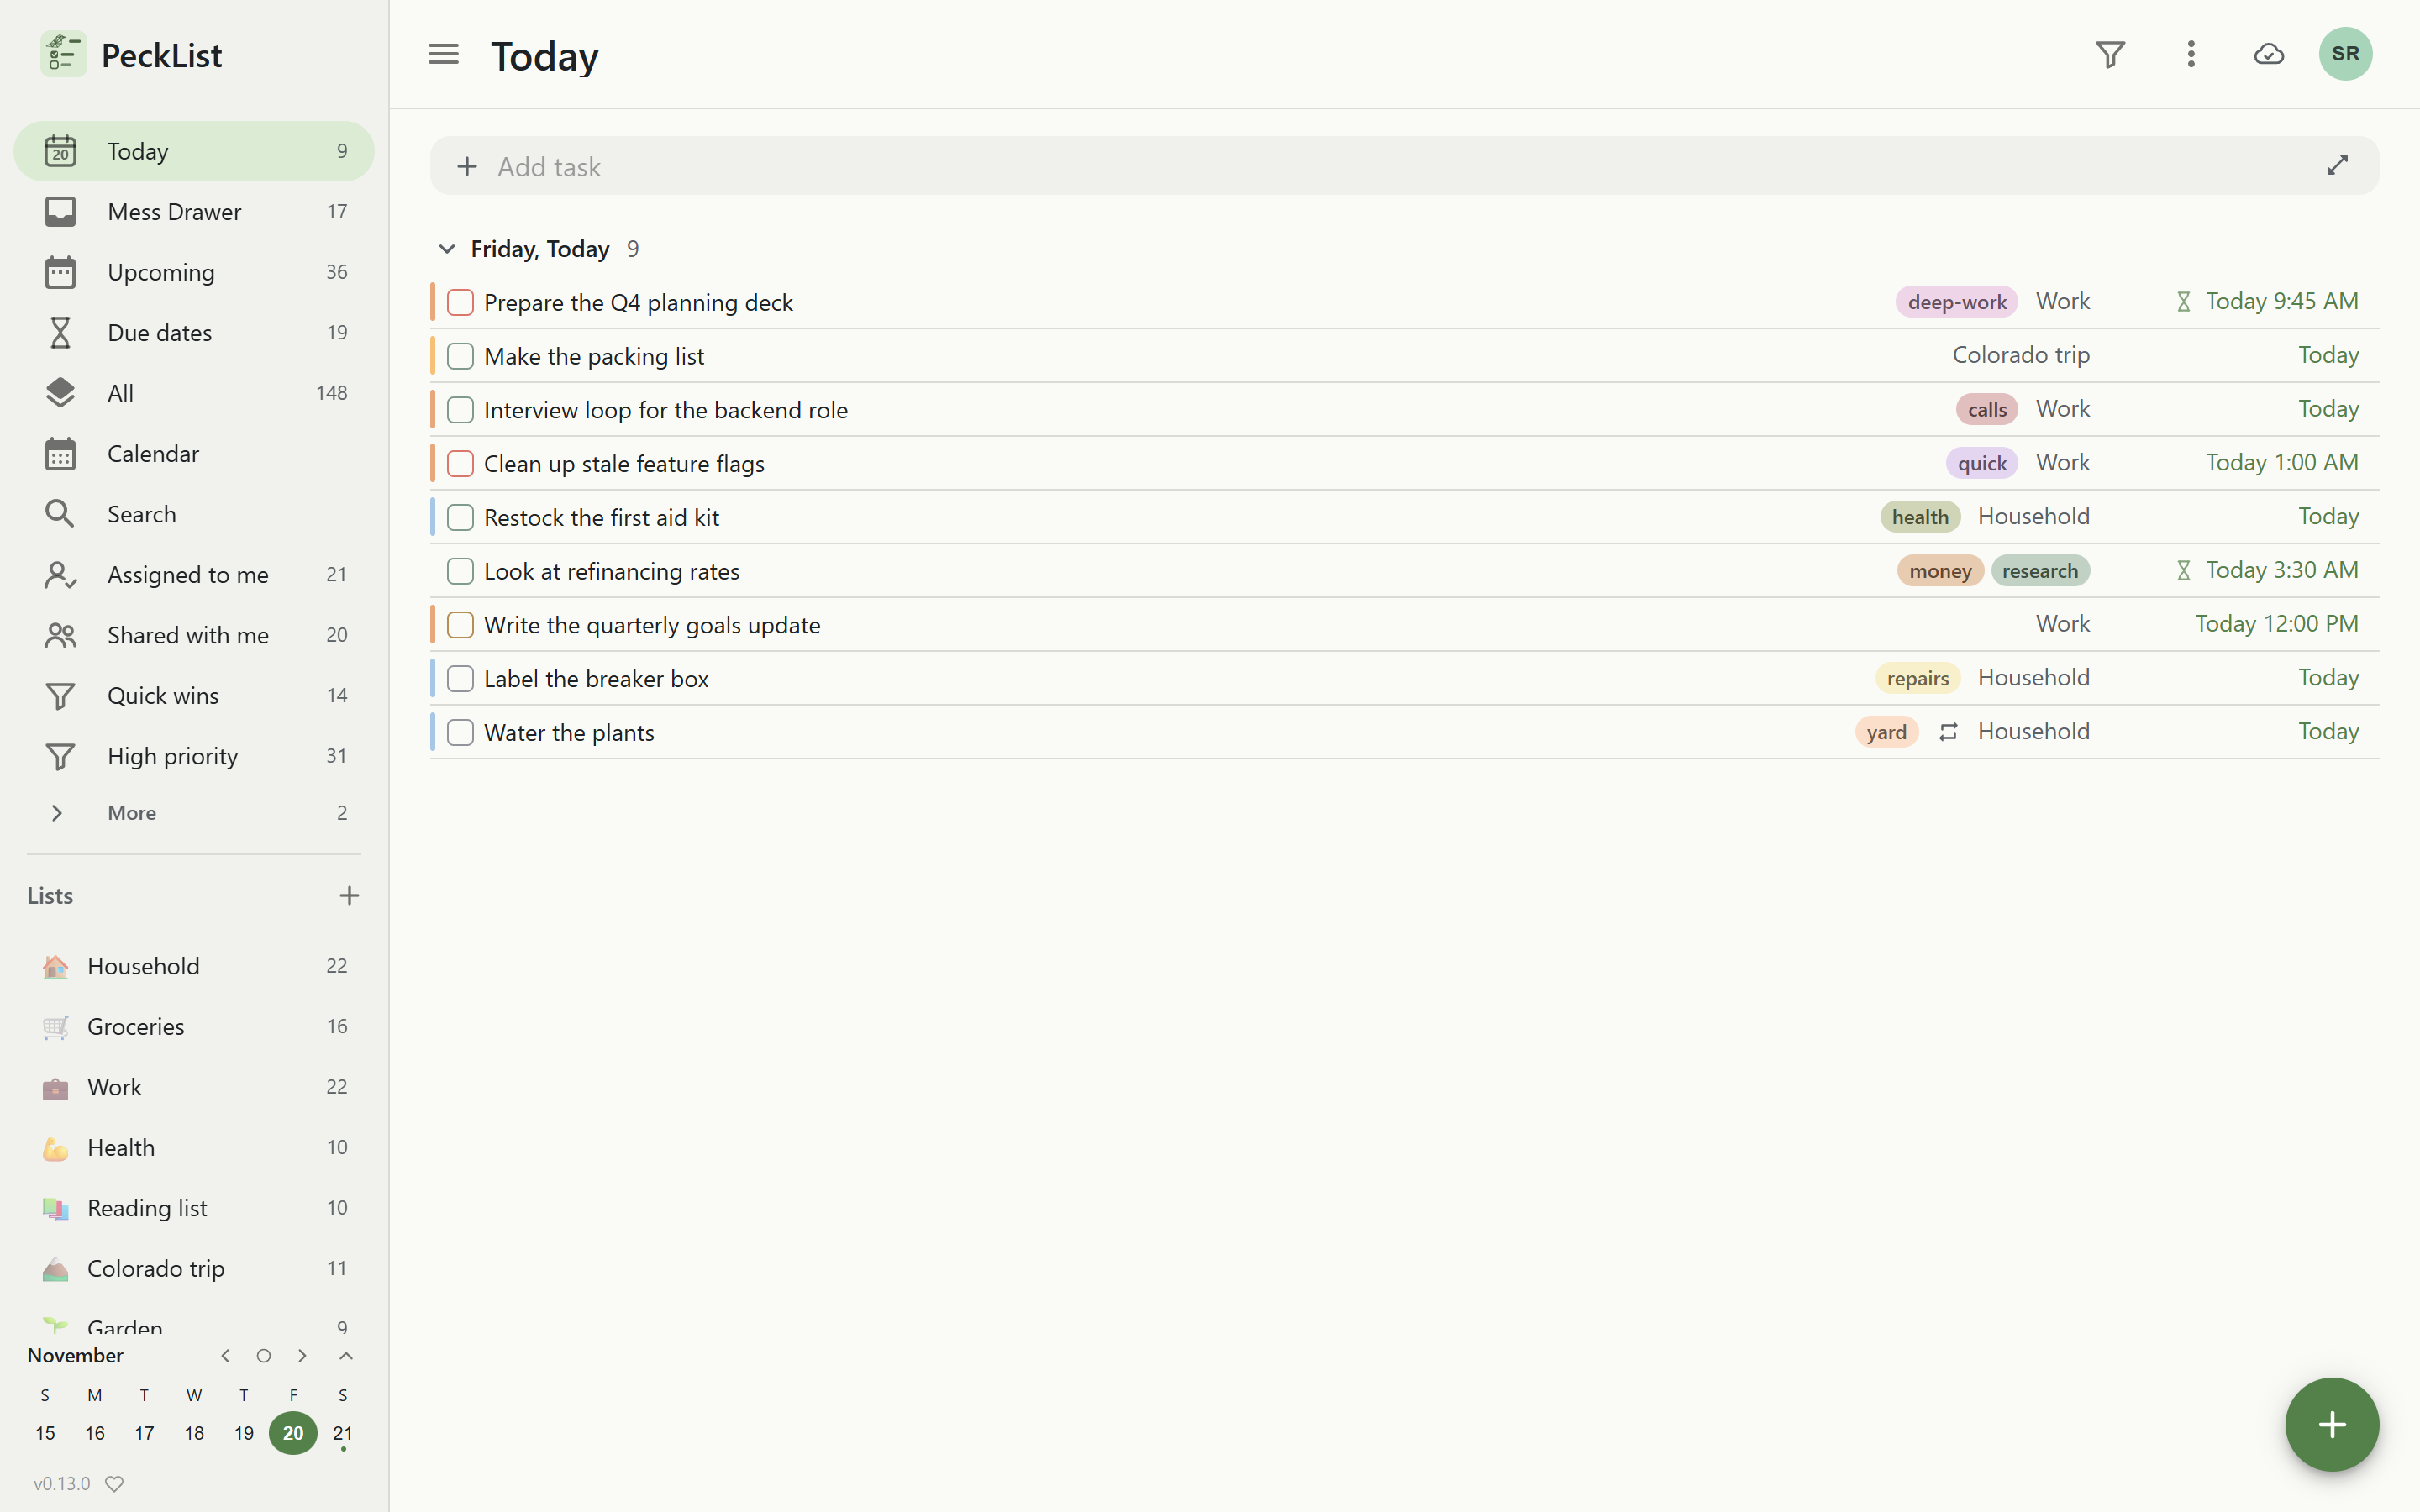 PeckList
Today 9
Mess Drawer 17
Upcoming 36
Due dates 19
All 148
Calendar
Search
Assigned to me 21
Shared with me 20
Quick wins 14
High priority 31
More 2
Lists
Household 22
Groceries 16
Work 22
Health 10
Reading list 10
Colorado trip 11
Garden 9
November
S M T W T F S
15 16 17 18 19 20 21
v0.13.0
Today
SR
Add task
Friday, Today 9
Prepare the Q4 planning deck deep-work Work Today 9:45 AM
Make the packing list Colorado trip Today
Interview loop for the backend role calls Work Today
Clean up stale feature flags quick Work Today 1:00 AM
Restock the first aid kit health Household Today
Look at refinancing rates money research Today 3:30 AM
Write the quarterly goals update Work Today 12:00 PM
Label the breaker box repairs Household Today
Water the plants yard Household Today